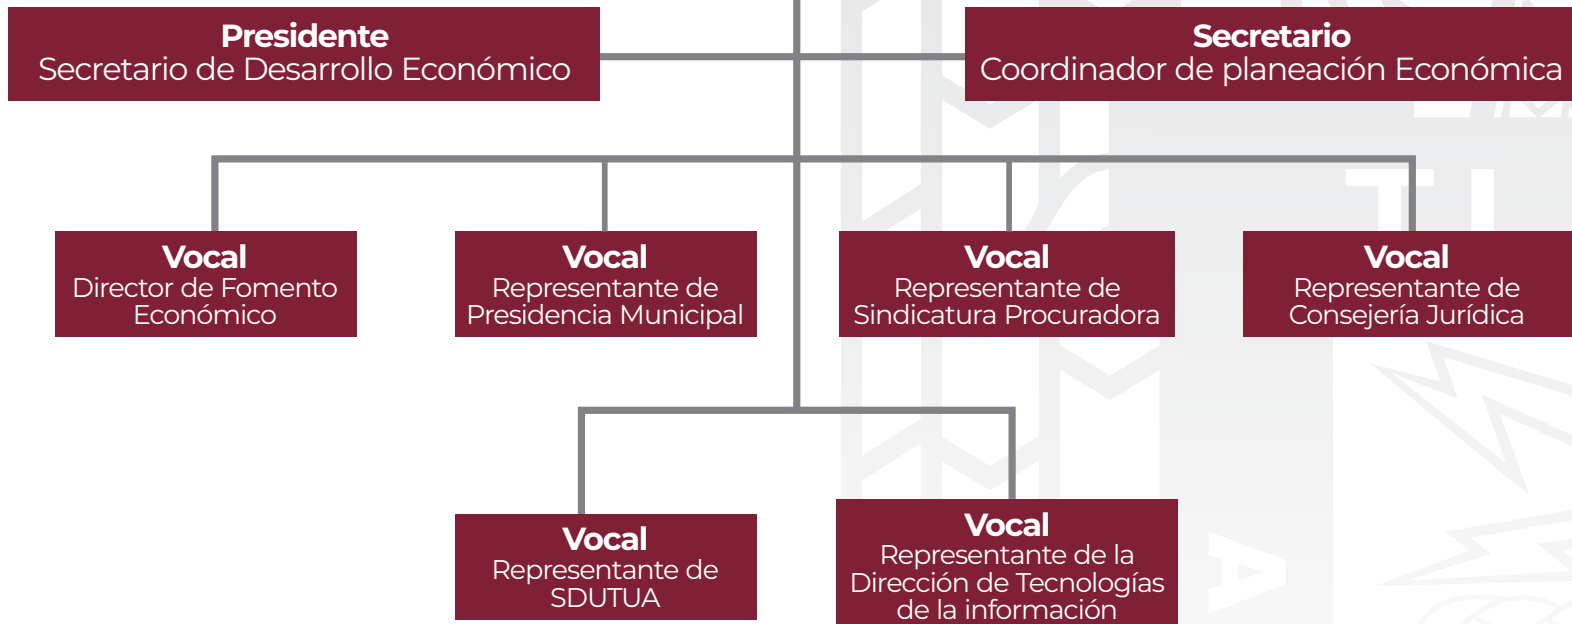 Presidente
Secretario de Desarrollo Económico
Secretario
Coordinador de planeación Económica
Vocal
Director de Fomento
Económico
Vocal
Representante de
Presidencia Municipal
Vocal
Representante de
Sindicatura Procuradora
Vocal
Representante de
Consejería Jurídica
Vocal
Representante de
SDUTUA
Vocal
Representante de la
Dirección de Tecnologías
de la información